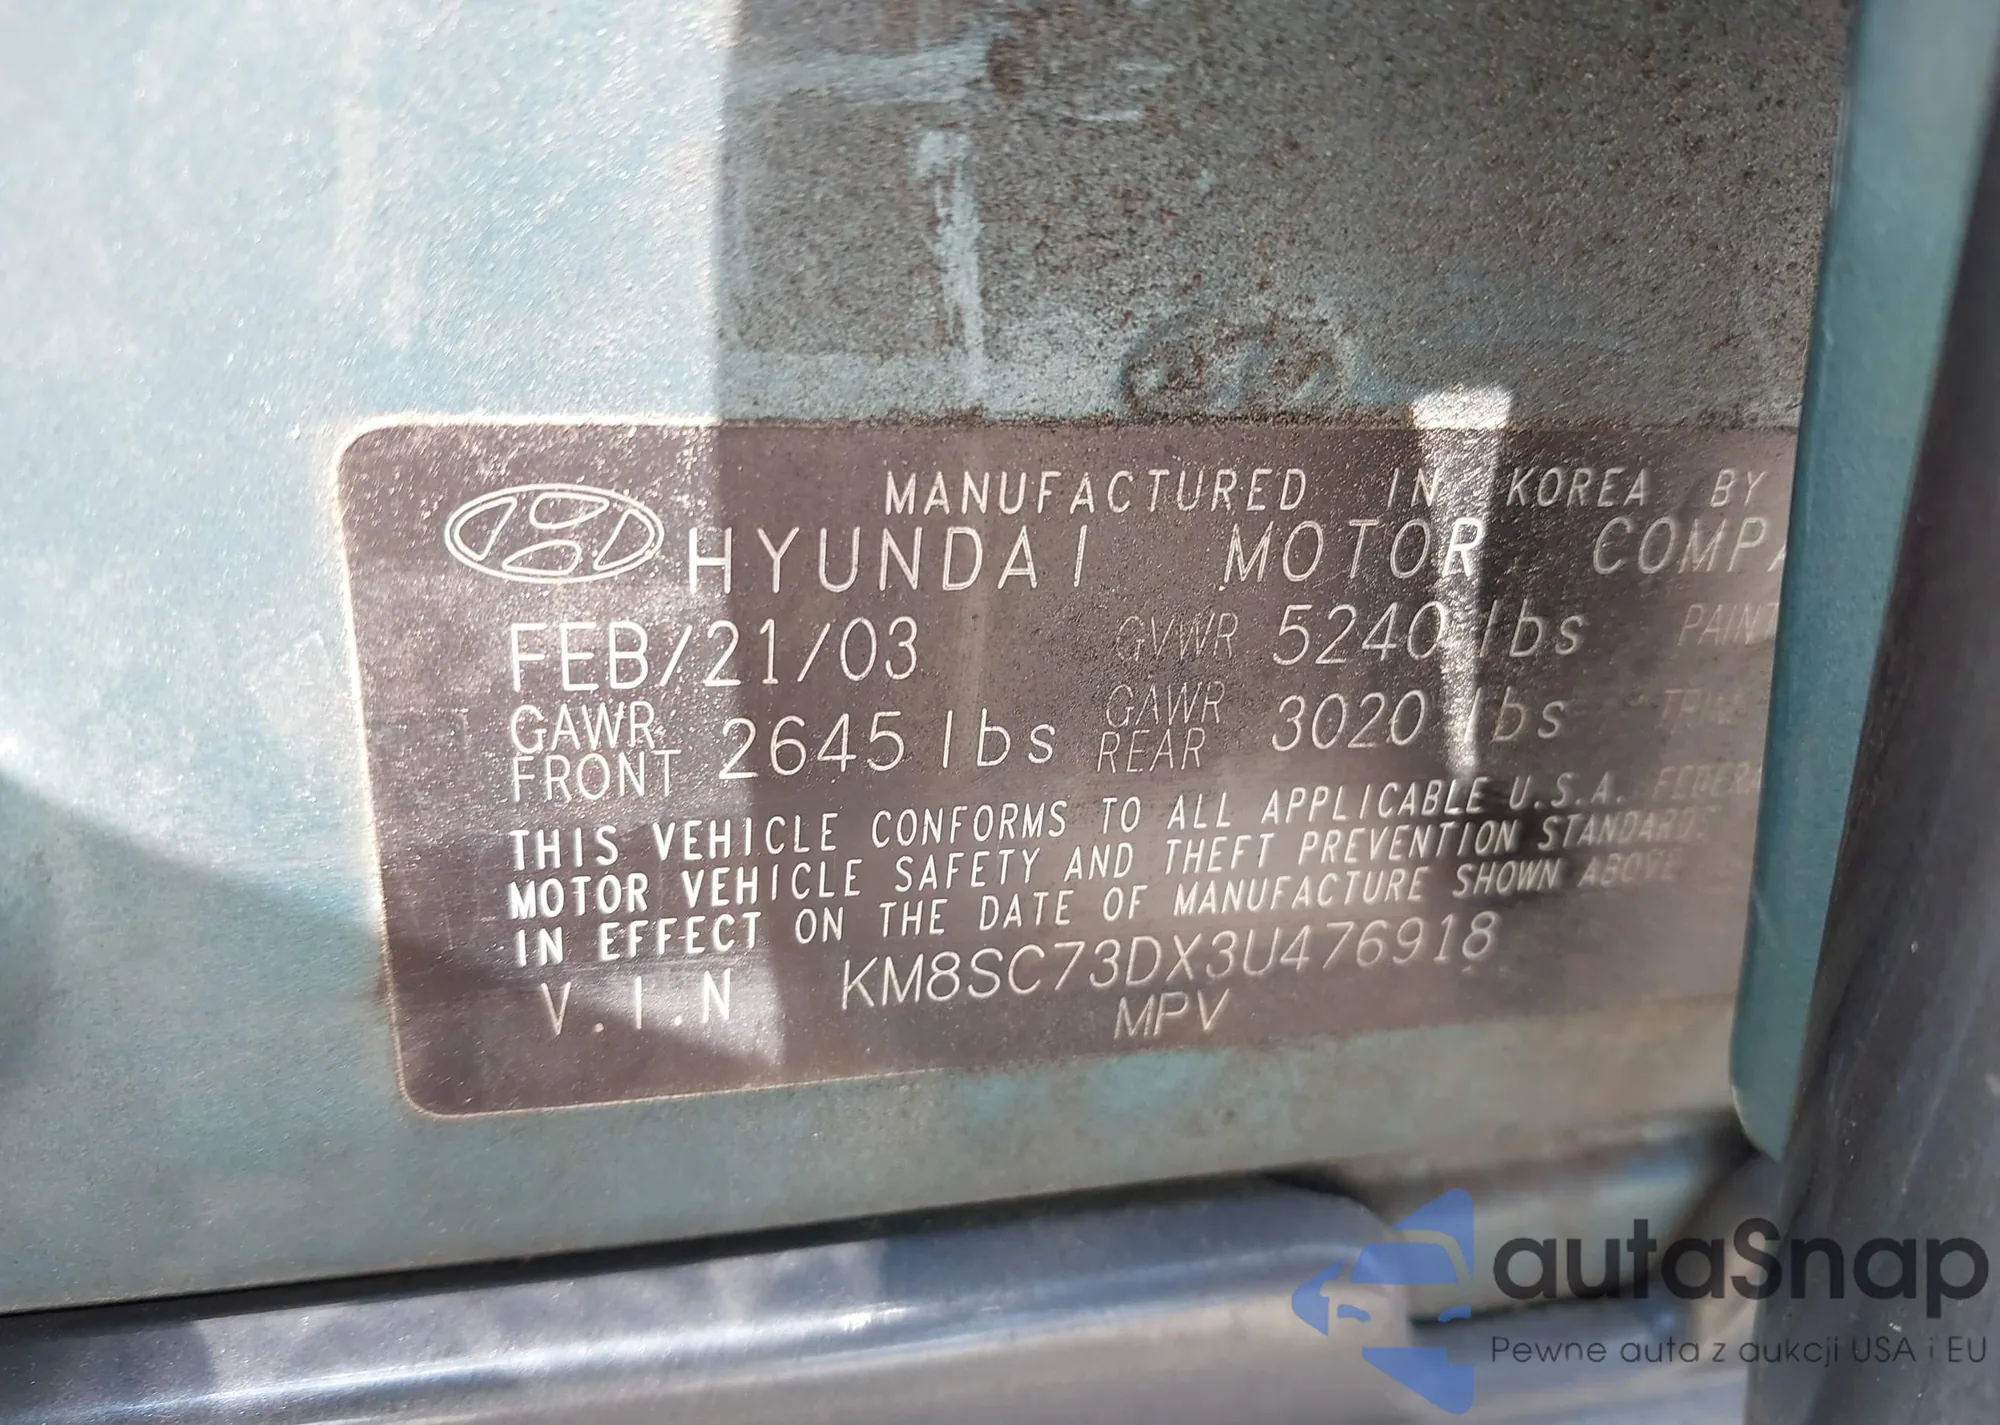 MANUFACTURED IN KOREA BY
HYUNDAI MOTOR COMPA
FEB/21/03 GVWR 5240 lbs PAINT
GAWR FRONT 2645 lbs GAWR REAR 3020 lbs
THIS VEHICLE CONFORMS TO ALL APPLICABLE U.S.A. FEDERA
MOTOR VEHICLE SAFETY AND THEFT PREVENTION STANDARDS
IN EFFECT ON THE DATE OF MANUFACTURE SHOWN ABOVE
V.I.N KM8SC73DX3U476918
MPV
autaSnap
Pewne auta z aukcji USA i EU